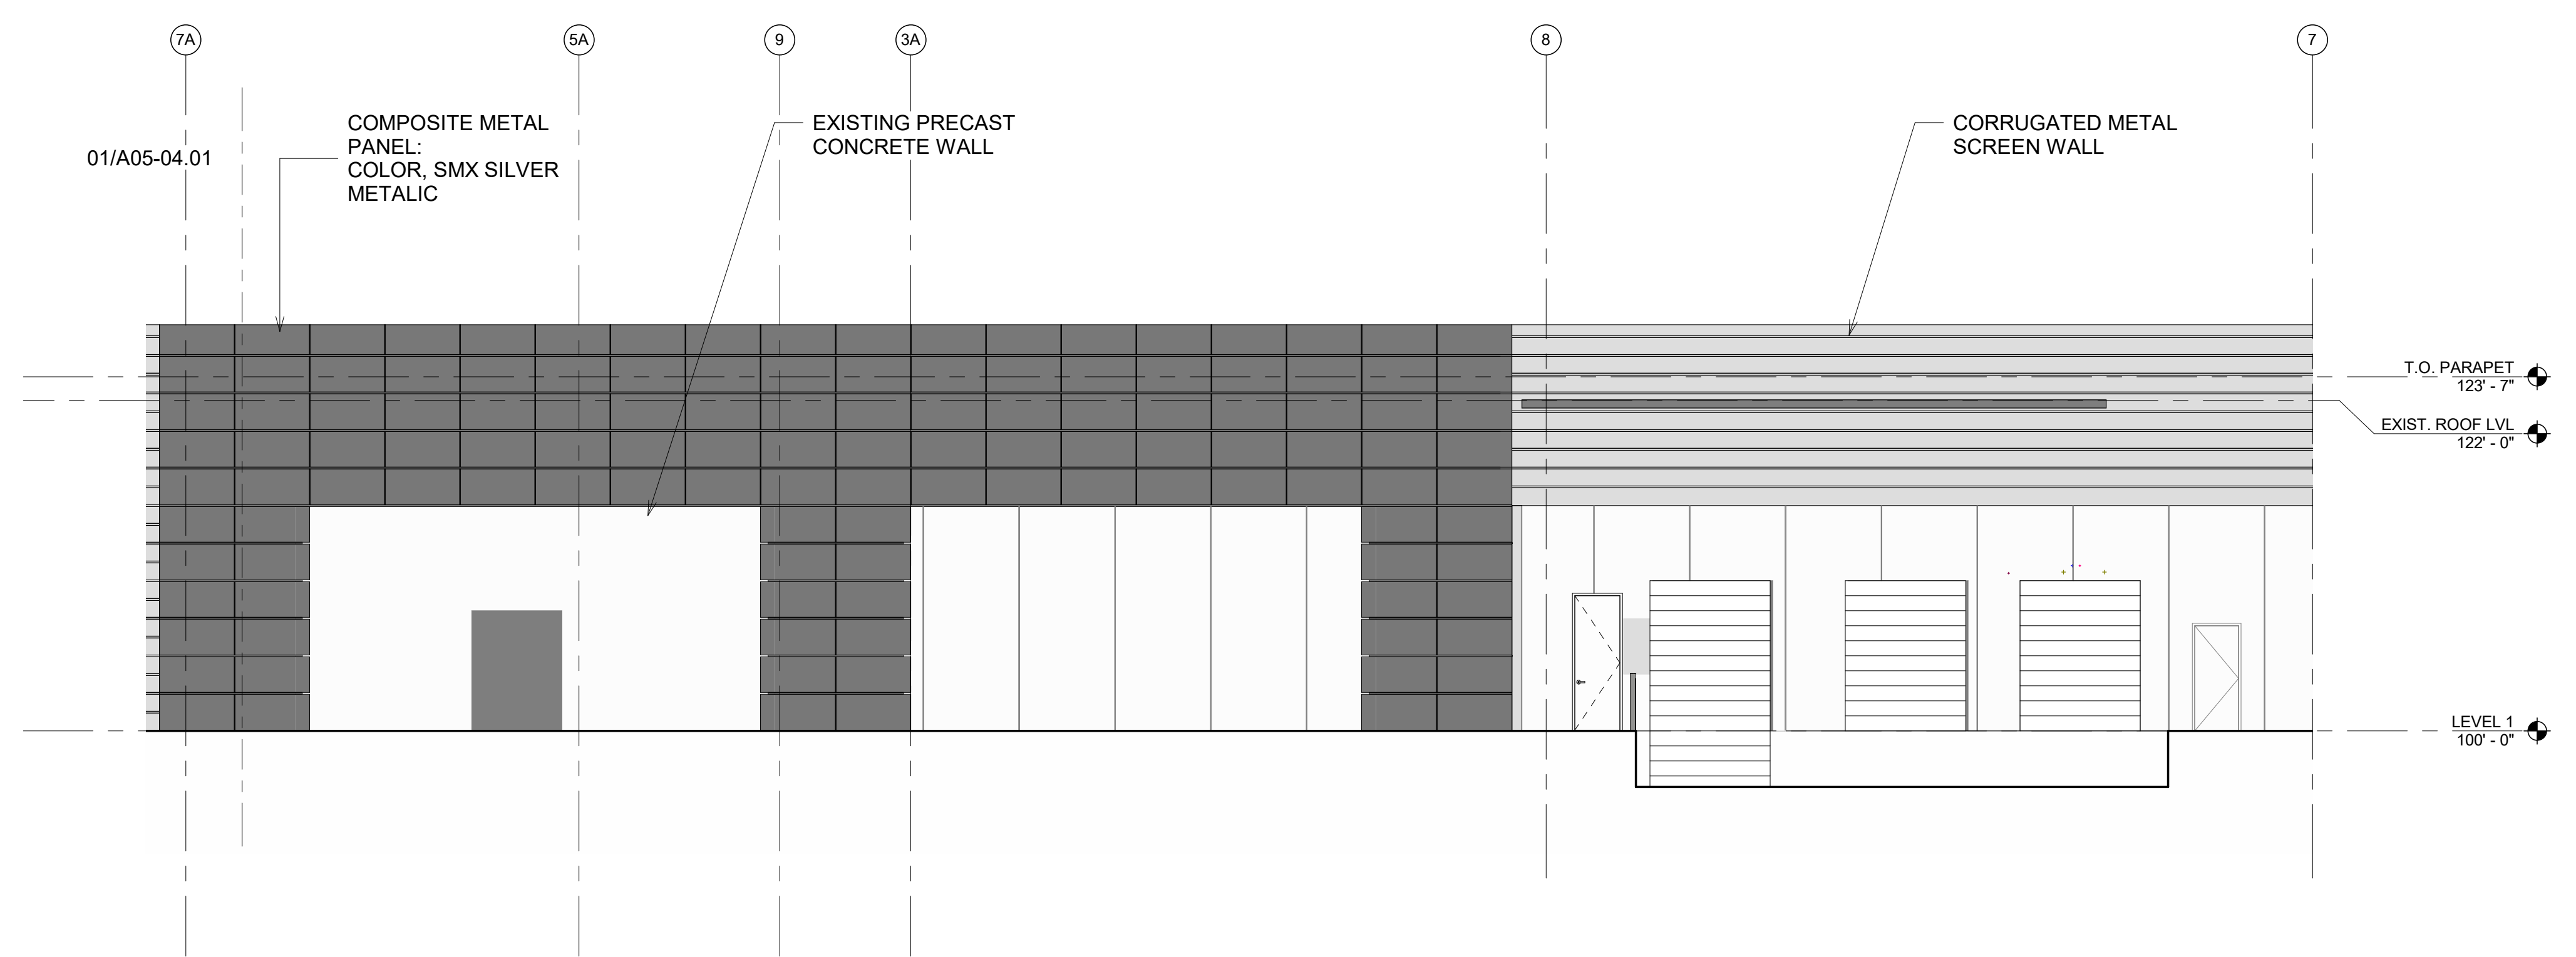 7A
5A
9
3A
8
7
01/A05-04.01
COMPOSITE METAL
PANEL:
COLOR, SMX SILVER
METALIC
EXISTING PRECAST
CONCRETE WALL
CORRUGATED METAL
SCREEN WALL
T.O. PARAPET
123' - 7"
EXIST. ROOF LVL
122' - 0"
LEVEL 1
100' - 0"